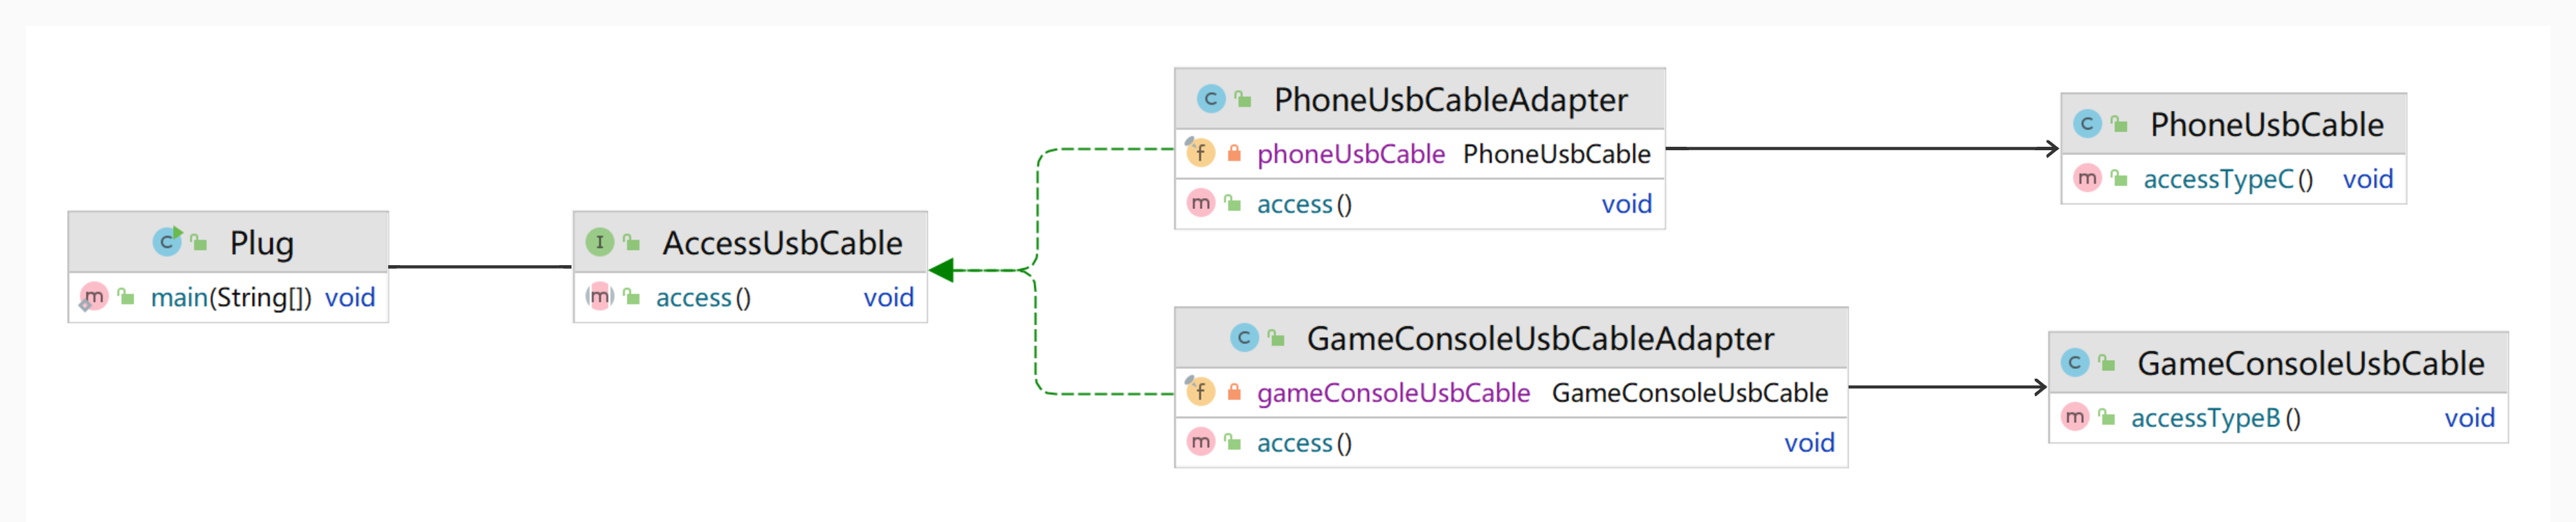 Plug
main(String[]) void
AccessUsbCable
access() void
PhoneUsbCableAdapter
phoneUsbCable PhoneUsbCable
access() void
GameConsoleUsbCableAdapter
gameConsoleUsbCable GameConsoleUsbCable
access() void
PhoneUsbCable
accessTypeC() void
GameConsoleUsbCable
accessTypeB() void